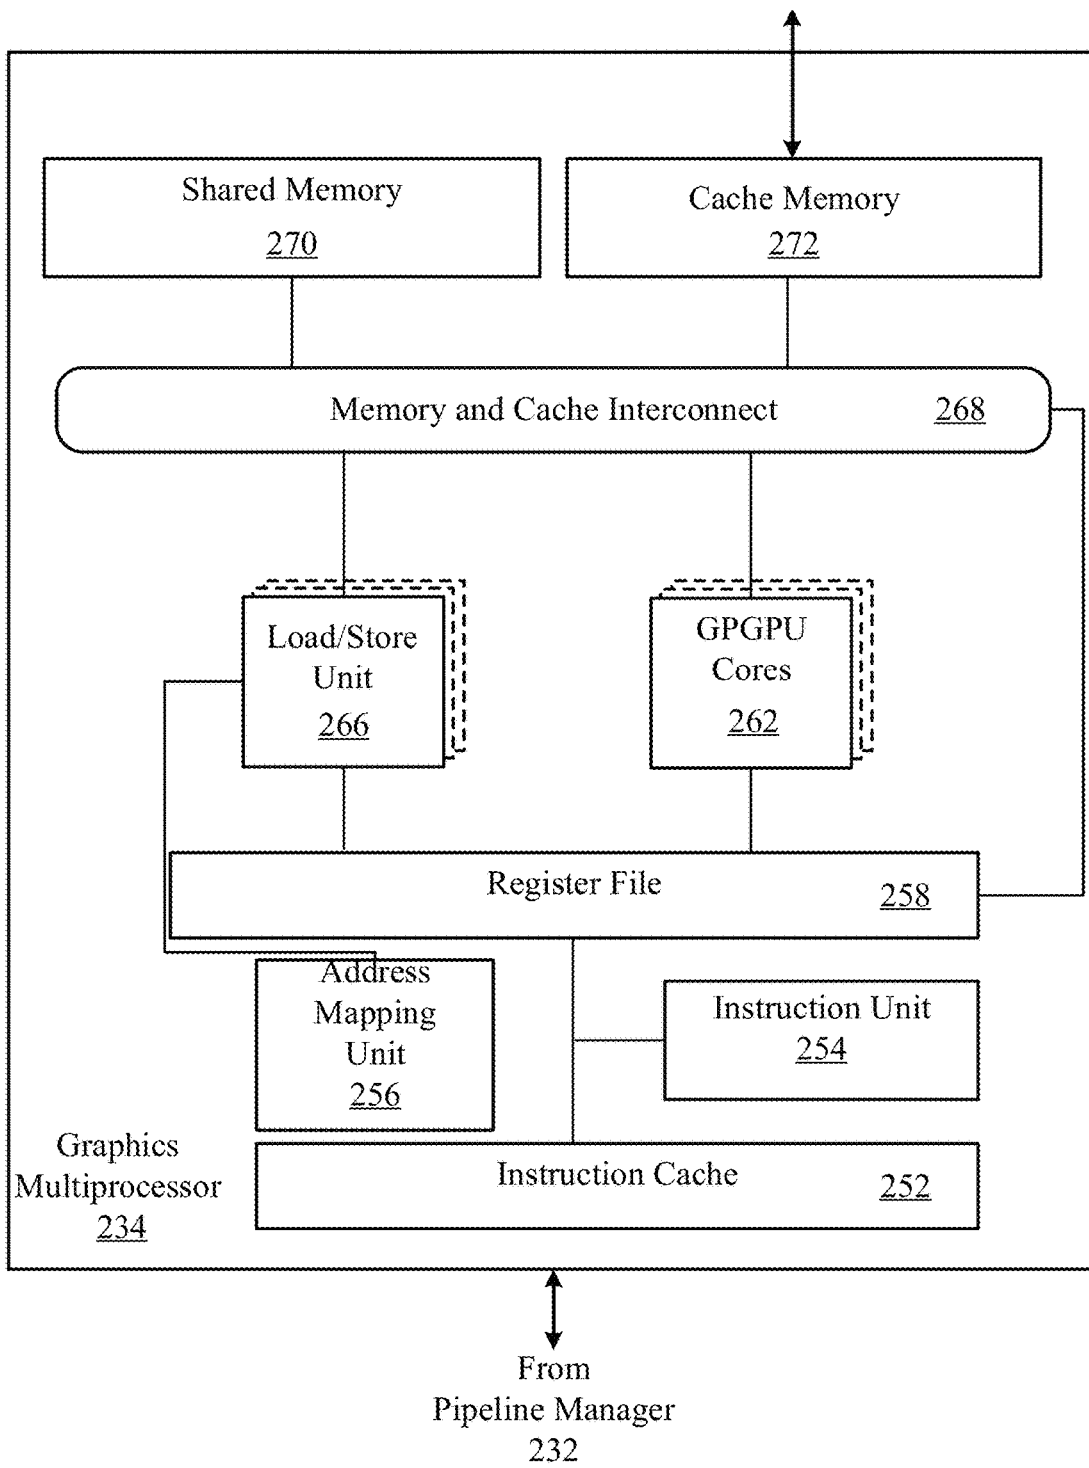 Shared Memory
270
Cache Memory
272
Memory and Cache Interconnect 268
Load/Store
Unit
266
GPGPU
Cores
262
Register File 258
Address
Mapping
Unit
256
Instruction Unit
254
Graphics
Multiprocessor
234
Instruction Cache 252
From
Pipeline Manager
232